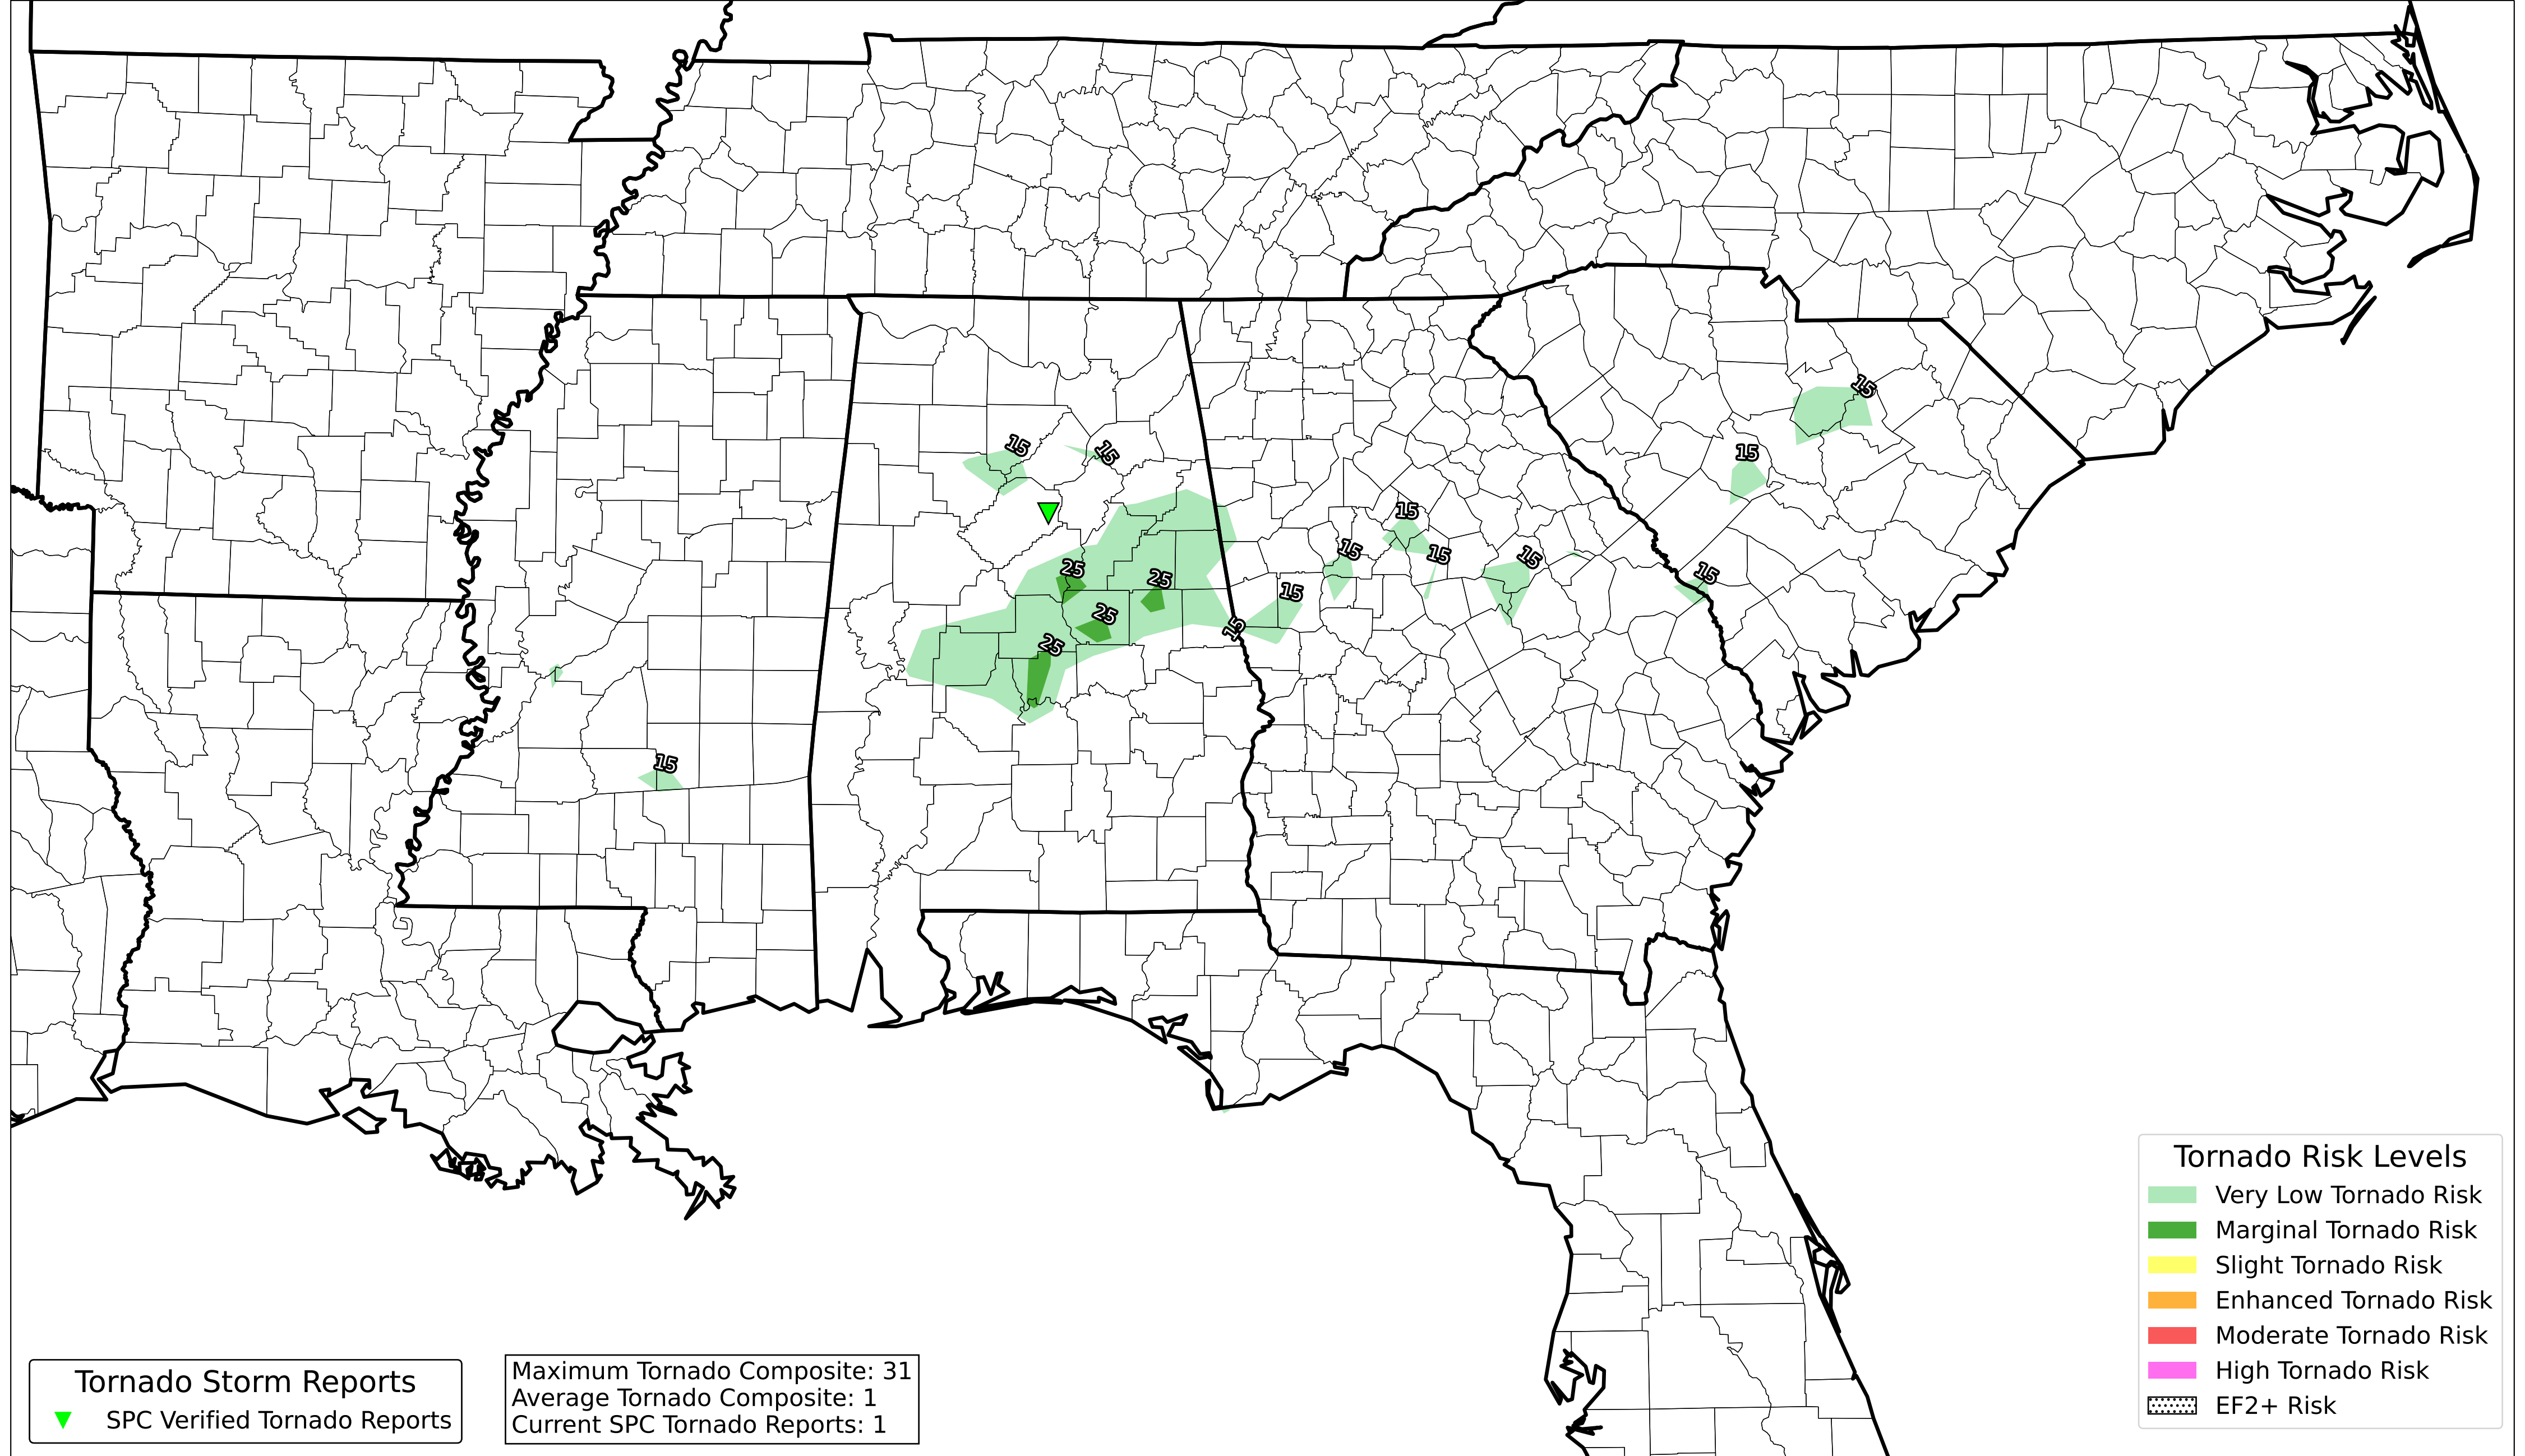 15
15
15
15
15
15
25
15
15
15
25
15
15
25
15
25
15
Tornado Risk Levels
Very Low Tornado Risk
Marginal Tornado Risk
Slight Tornado Risk
Enhanced Tornado Risk
Moderate Tornado Risk
High Tornado Risk
EF2+ Risk
Tornado Storm Reports
SPC Verified Tornado Reports
Maximum Tornado Composite: 31
Average Tornado Composite: 1
Current SPC Tornado Reports: 1